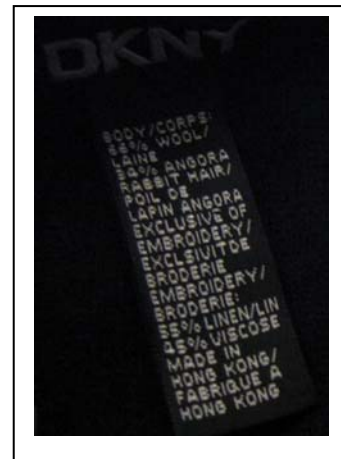 DKNY
BODY/CORPS:
66% WOOL/
LAINE
34% ANGORA
RABBIT HAIR/
POIL DE
LAPIN ANGORA
EXCLUSIVE OF
EMBROIDERY/
EXCLSIUITDE
BRODERIE
EMBROIDERY/
BRODERIE:
55% LINEN/LIN
45% VISCOSE
MADE IN
HONG KONG/
FABRIQUE A
HONG KONG